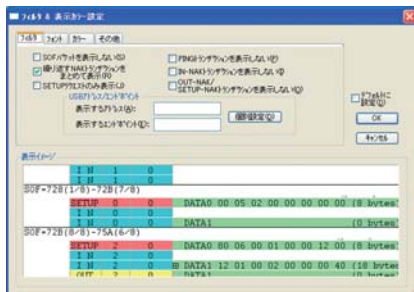 フィルタ & 表示カラー設定
フィルタ フォント カラー その他
SOFパケットを表示しない(S)
繰り返すNAKトランザクションを
まとめて表示(R)
SETUPリクエストのみ表示(J)
PINGトランザクションを表示しない(P)
IN-NAKトランザクションを表示しない(I)
OUT-NAK/
SETUP-NAKトランザクションを表示しない(O)
USBアドレス/エンドポイント
表示するアドレス(A):
表示するエンドポイント(E):
個別設定(D)
デフォルトに
設定(D)
OK
キャンセル
表示イメージ
IN 1 0
IN 1 0
SOF=72B(1/8)-72B(7/8)
SETUP 0 0 DATA0 00 05 02 00 00 00 00 00 (8 bytes
IN 0 0
IN 0 0 DATA1 (0 bytes
SOF=72B(8/8)-75A(6/8)
SETUP 2 0 DATA0 80 06 00 01 00 00 12 00 (8 bytes
IN 2 0
IN 2 0 DATA1 12 01 02 00 00 00 00 40 (18 bytes
OUT 2 0 DATA1 (0 bytes